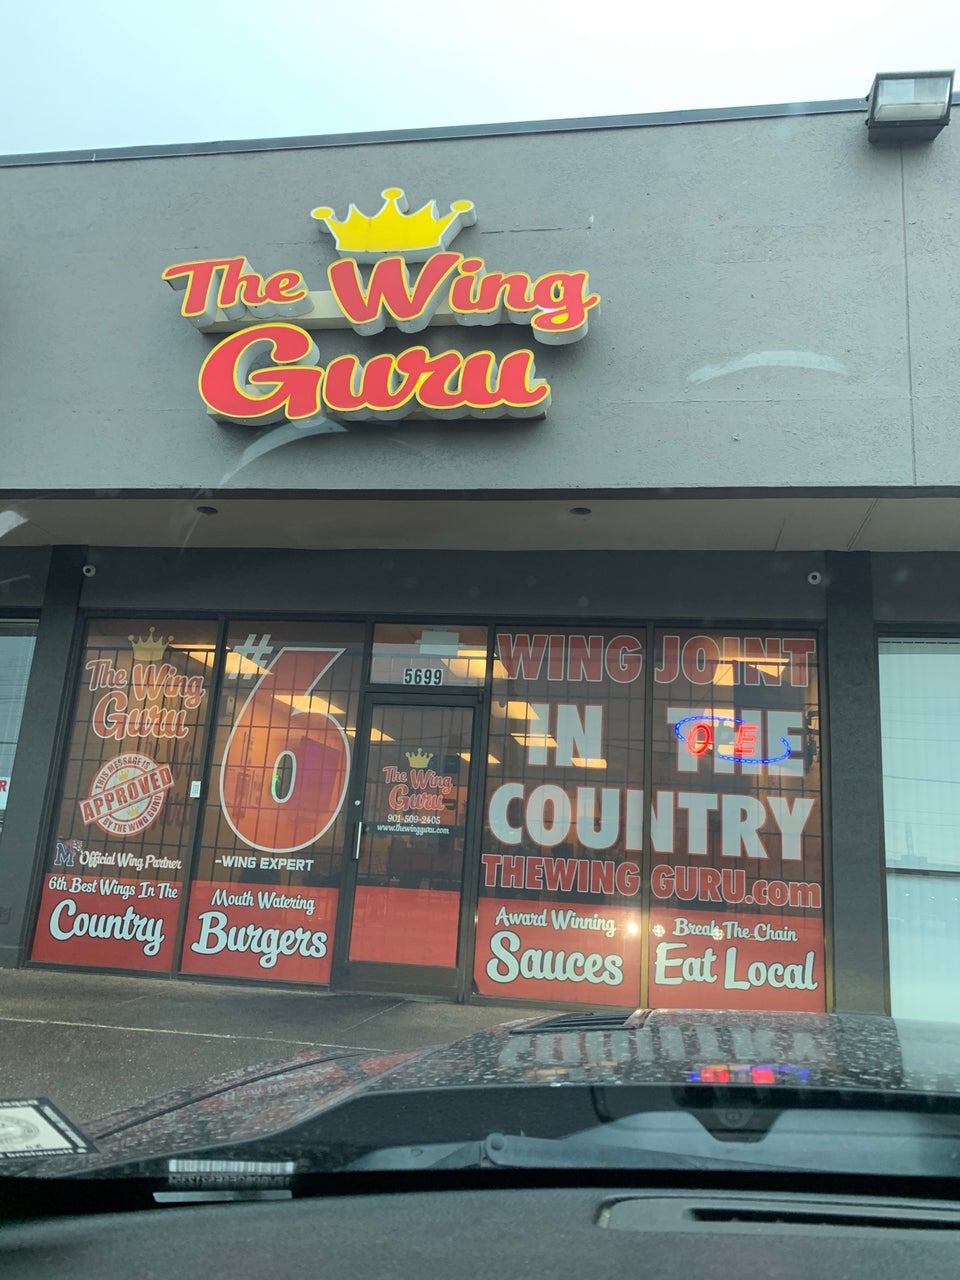 The Wing
Guru
The Wing
Guru
THIS MESSAGE IS
APPROVED
BY THE WING GURU
M Official Wing Partner
6th Best Wings In The
Country
#6
-WING EXPERT
Mouth Watering
Burgers
5699
The Wing
Guru
901-509-2405
www.thewingguru.com
WING JOINT
IN THE
OPE
COUNTRY
THEWING GURU.com
Award Winning
Sauces
Break The Chain
Eat Local